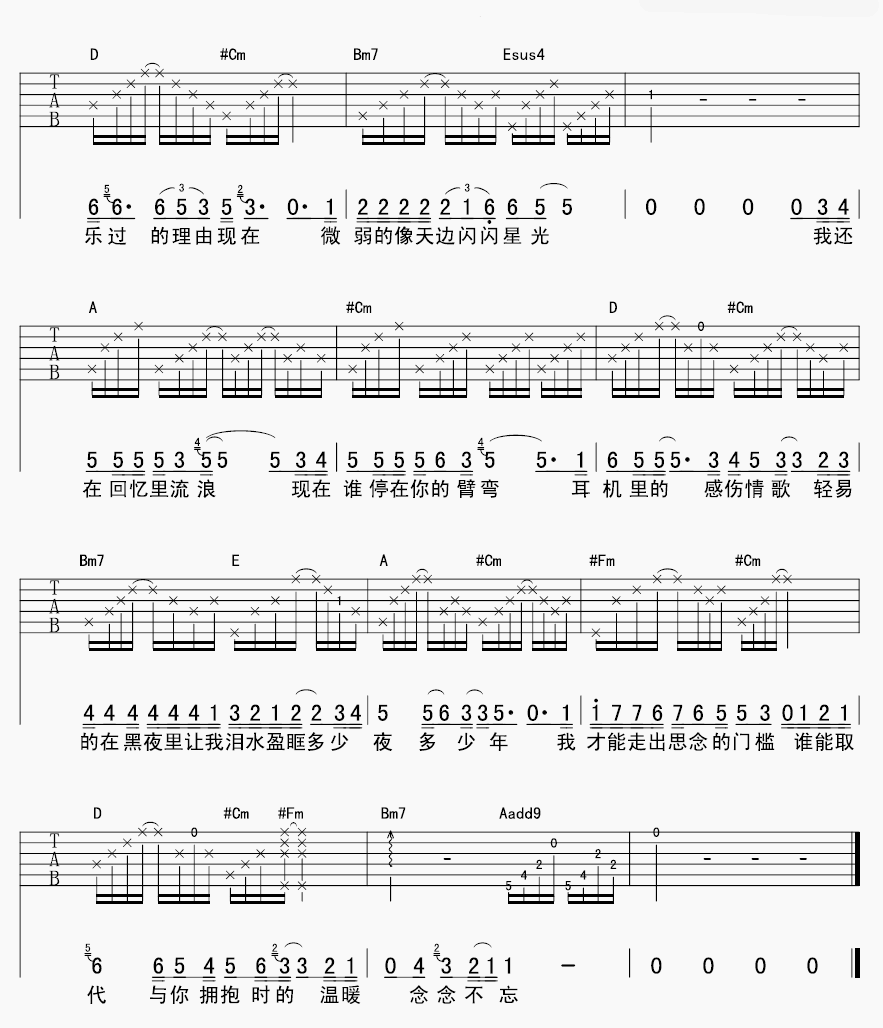 D #Cm Bm7 Esus4
T A B 1 - - -
5 2 3 3
6 6· 6 5 3 5 3· 0· 1 2 2 2 2 2 1 6 6 5 5 0 0 0 0 3 4
乐过 的理由现在 微 弱的像天边闪闪星光 我还
A #Cm D #Cm
T A B 0
4 4
5 5 5 5 3 5 5 5 3 4 5 5 5 5 6 3 5 5· 1 6 5 5 5· 3 4 5 3 3 2 3
在回忆里流浪 现在 谁停在你的臂弯 耳 机里的 感伤情歌 轻易
Bm7 E A #Cm #Fm #Cm
T A B 1
4 4 4 4 4 4 1 3 2 1 2 2 3 4 5 5 6 3 3 5· 0· 1 1 7 7 6 7 6 5 5 3 0 1 2 1
的在黑夜里让我泪水盈眶多少 夜 多 少 年 我 才能走出思念的门槛 谁能取
D #Cm #Fm Bm7 Aadd9
T A B 0 - 5 4 2 0 5 4 2 2 0 - - -
5 2 2
6 6 5 4 5 6 3 3 2 1 0 4 3 2 1 1 - 0 0 0 0
代 与你 拥抱 时的 温暖 念念不忘